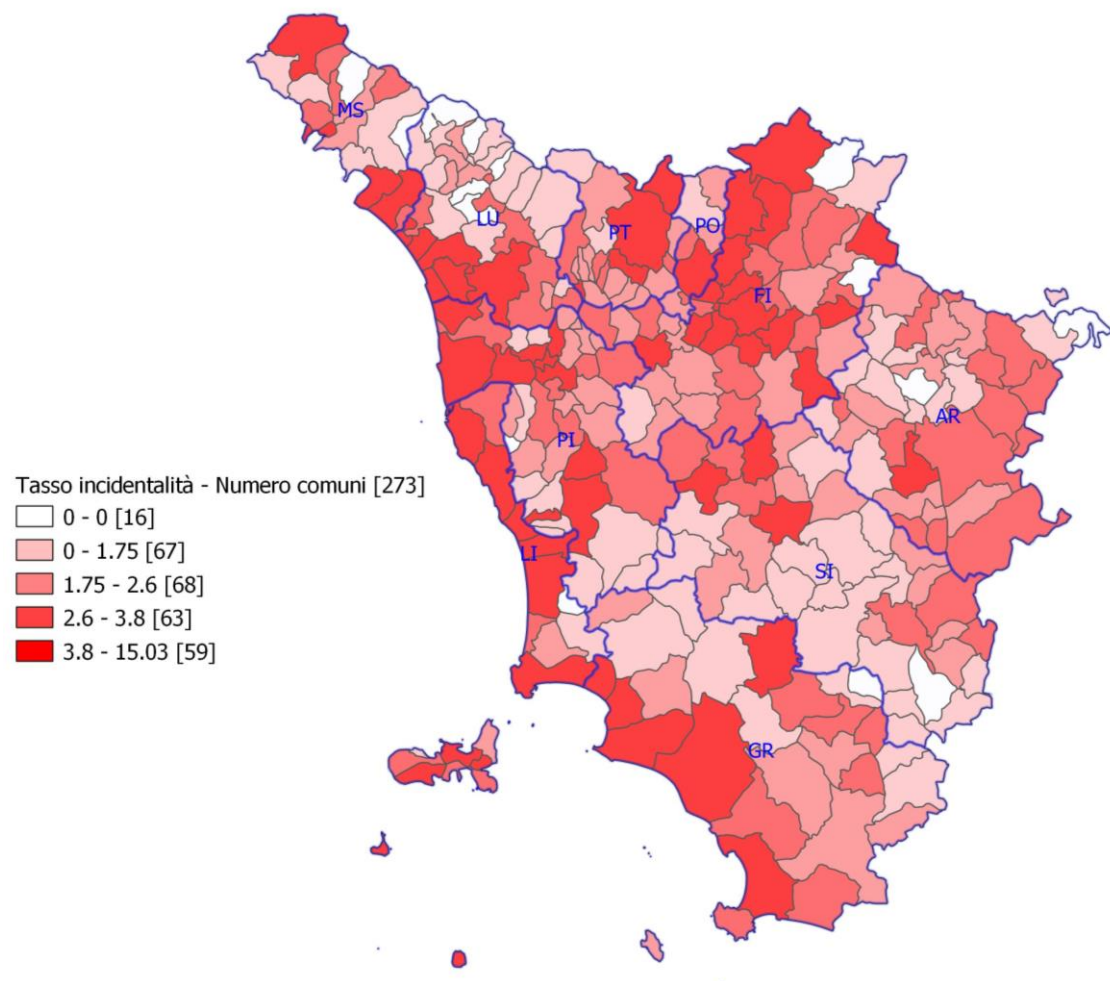 MS
LU
PT
PO
FI
AR
PI
Tasso incidentalità - Numero comuni [273]
0 - 0 [16]
0 - 1.75 [67]
1.75 - 2.6 [68]
2.6 - 3.8 [63]
3.8 - 15.03 [59]
LI
SI
GR